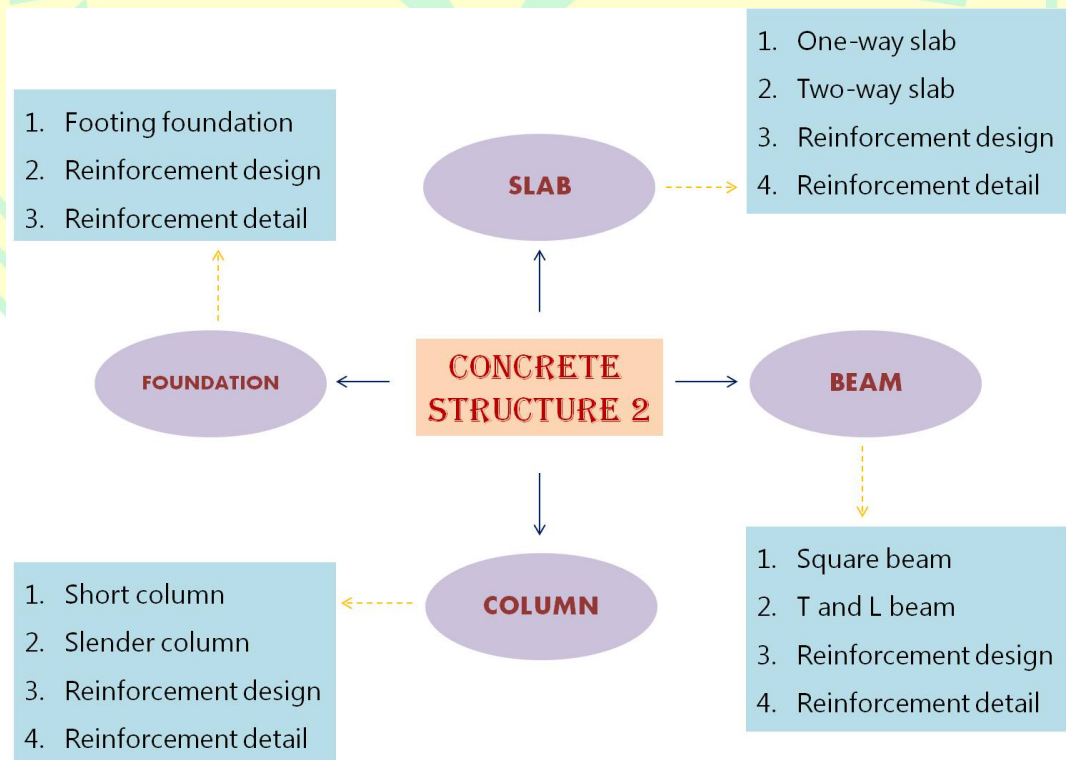 1. One-way slab
2. Two-way slab
3. Reinforcement design
4. Reinforcement detail
1. Footing foundation
2. Reinforcement design
3. Reinforcement detail
SLAB
FOUNDATION
CONCRETE
STRUCTURE 2
BEAM
COLUMN
1. Short column
2. Slender column
3. Reinforcement design
4. Reinforcement detail
1. Square beam
2. T and L beam
3. Reinforcement design
4. Reinforcement detail